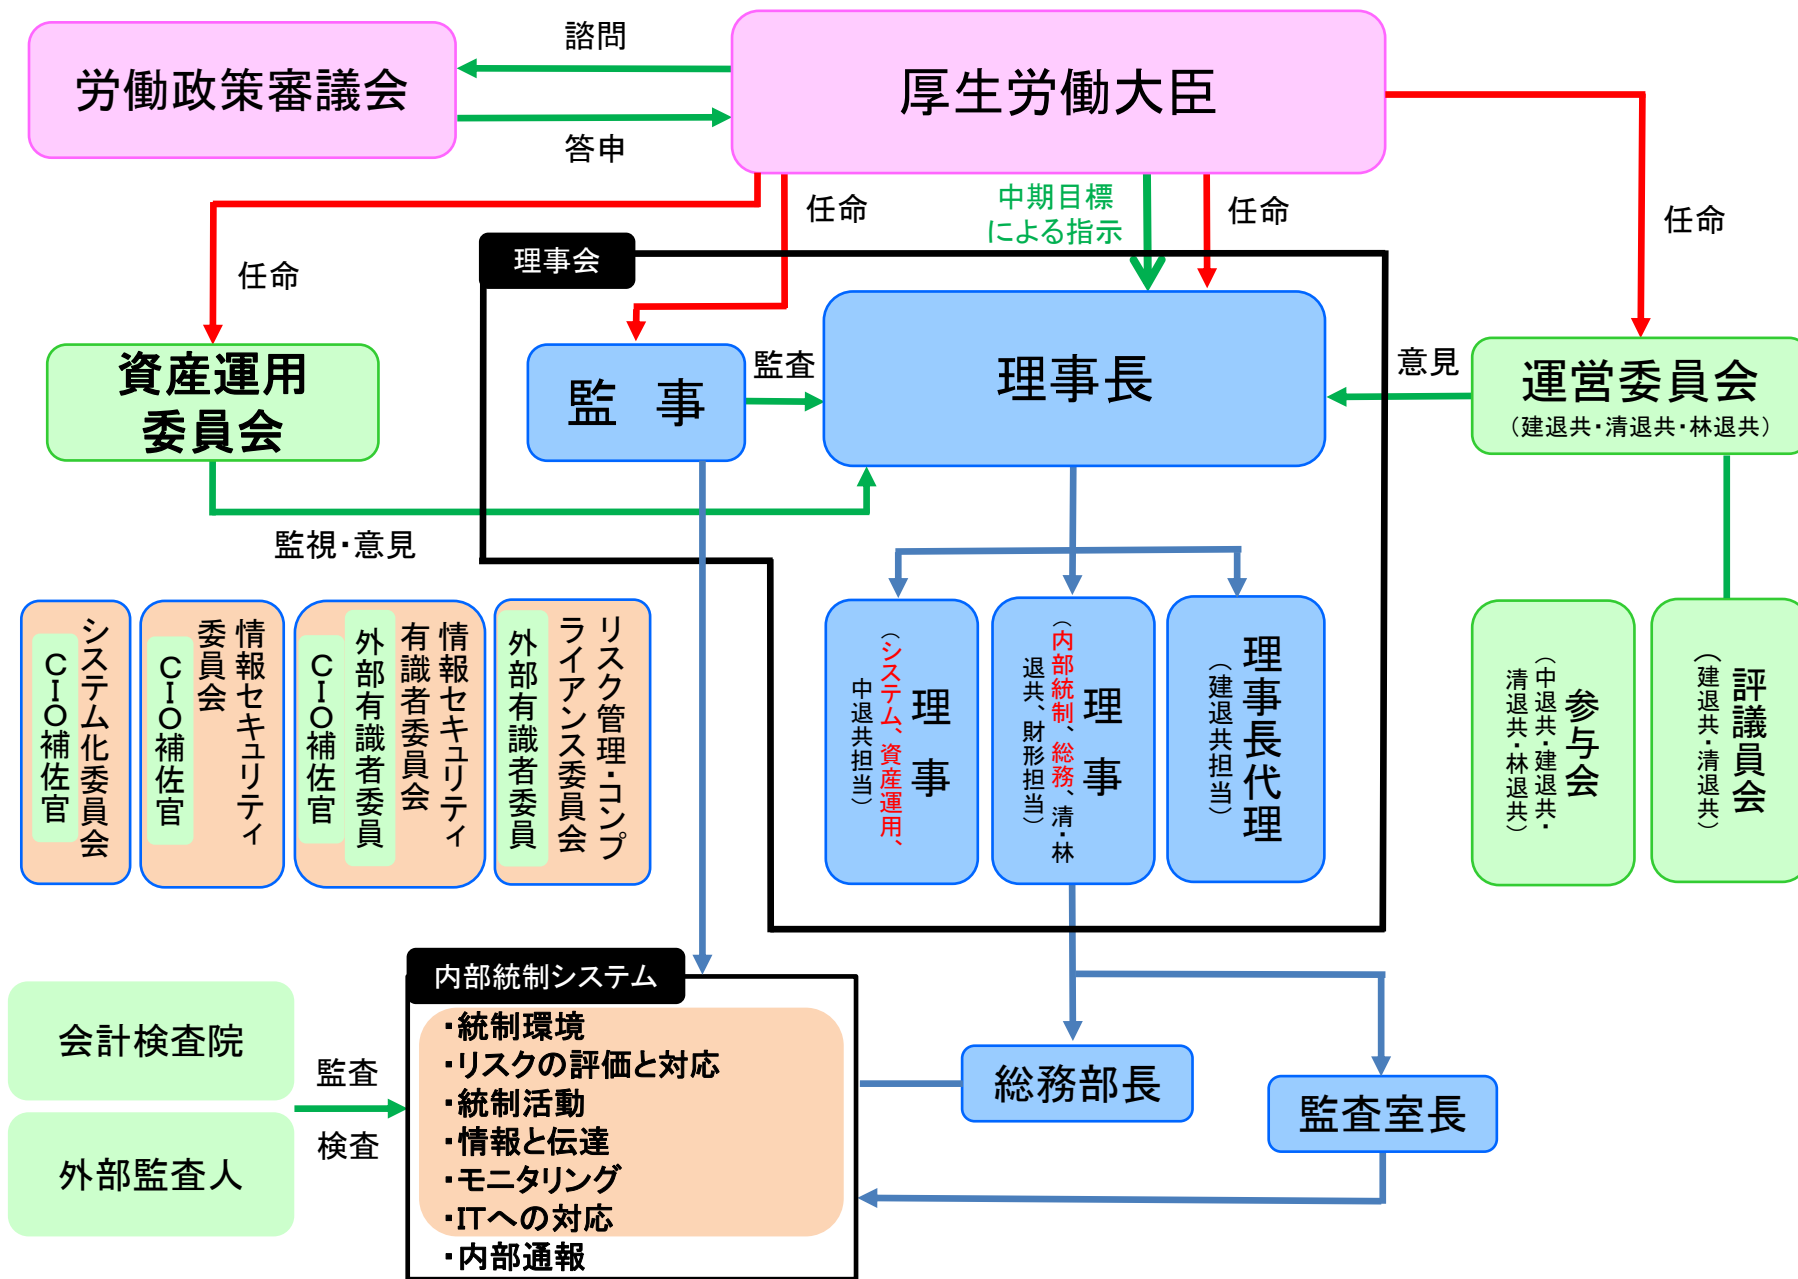 労働政策審議会
諮問
答申
厚生労働大臣
任命
任命
中期目標
による指示
任命
任命
理事会
資産運用
委員会
監　事
監査
理事長
意見
運営委員会
（建退共・清退共・林退共）
監視・意見
システム化委員会
ＣＩＯ補佐官
情報セキュリティ
委員会
ＣＩＯ補佐官
情報セキュリティ
有識者委員会
外部有識者委員
ＣＩＯ補佐官
リスク管理・コンプ
ライアンス委員会
外部有識者委員
理　事
（システム、資産運用、
中退共担当）
理　事
（内部統制、総務、清・林
退共、財形担当）
理事長代理
（建退共担当）
参与会
（中退共・建退共・
清退共・林退共）
評議員会
（建退共・清退共）
会計検査院
外部監査人
監査
検査
内部統制システム
・統制環境
・リスクの評価と対応
・統制活動
・情報と伝達
・モニタリング
・ITへの対応
・内部通報
総務部長
監査室長